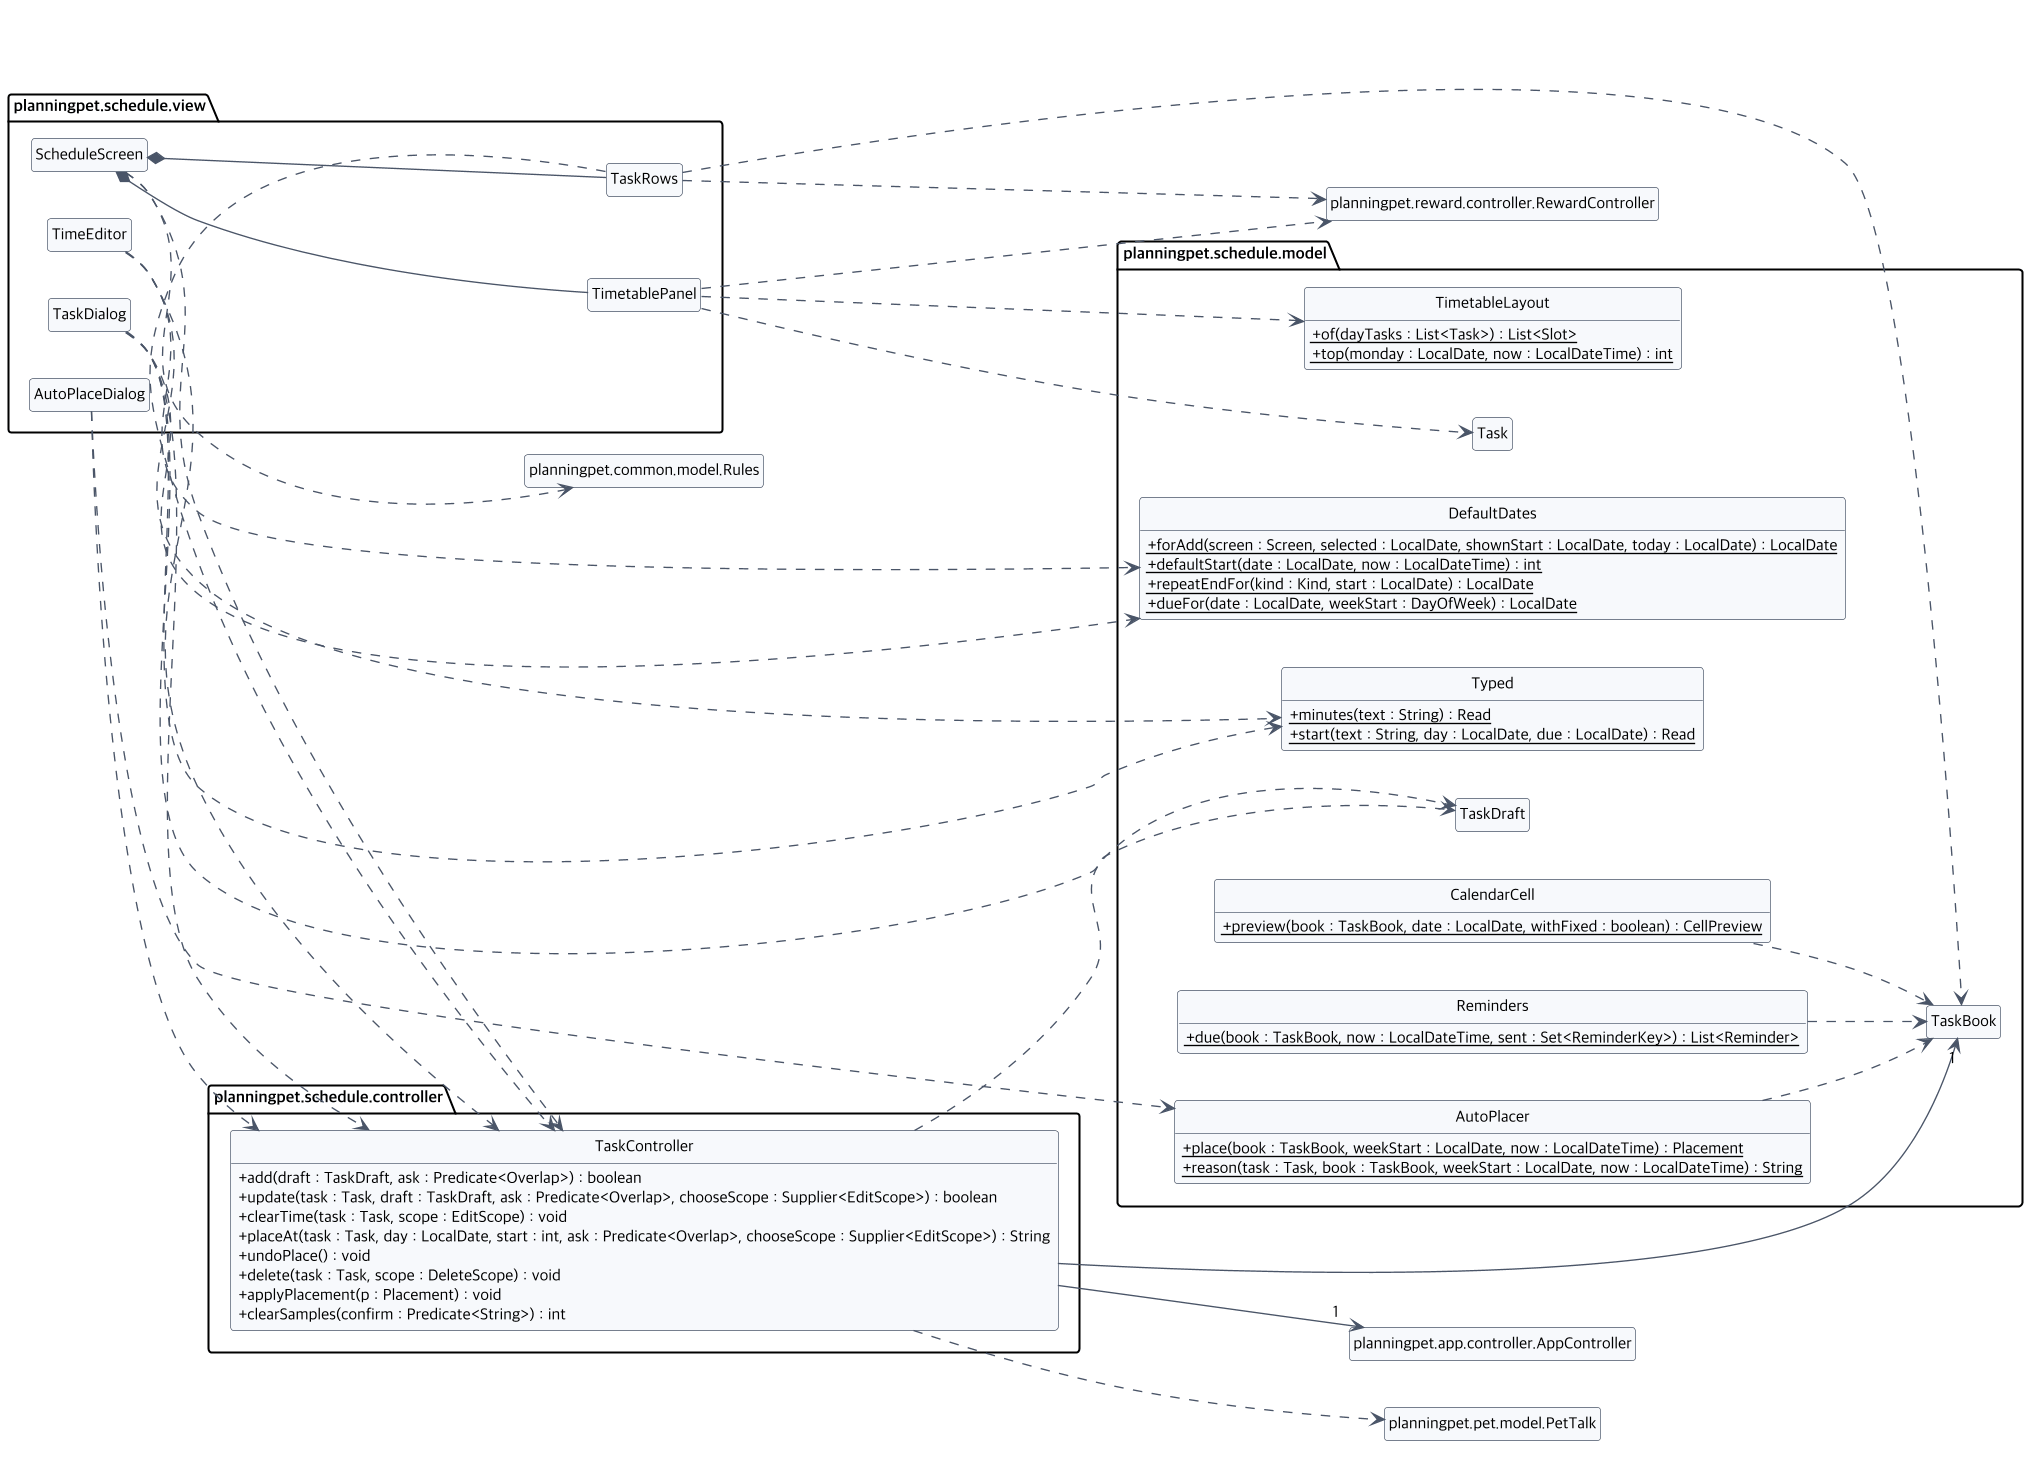 planningpet.schedule.view
ScheduleScreen
TaskRows
TimeEditor
TimetablePanel
TaskDialog
AutoPlaceDialog
planningpet.common.model.Rules
planningpet.reward.controller.RewardController
planningpet.schedule.model
TimetableLayout
+of(dayTasks : List<Task>) : List<Slot>
+top(monday : LocalDate, now : LocalDateTime) : int
Task
DefaultDates
+forAdd(screen : Screen, selected : LocalDate, shownStart : LocalDate, today : LocalDate) : LocalDate
+defaultStart(date : LocalDate, now : LocalDateTime) : int
+repeatEndFor(kind : Kind, start : LocalDate) : LocalDate
+dueFor(date : LocalDate, weekStart : DayOfWeek) : LocalDate
Typed
+minutes(text : String) : Read
+start(text : String, day : LocalDate, due : LocalDate) : Read
TaskDraft
CalendarCell
+preview(book : TaskBook, date : LocalDate, withFixed : boolean) : CellPreview
Reminders
+due(book : TaskBook, now : LocalDateTime, sent : Set<ReminderKey>) : List<Reminder>
TaskBook
1
AutoPlacer
+place(book : TaskBook, weekStart : LocalDate, now : LocalDateTime) : Placement
+reason(task : Task, book : TaskBook, weekStart : LocalDate, now : LocalDateTime) : String
planningpet.schedule.controller
TaskController
+add(draft : TaskDraft, ask : Predicate<Overlap>) : boolean
+update(task : Task, draft : TaskDraft, ask : Predicate<Overlap>, chooseScope : Supplier<EditScope>) : boolean
+clearTime(task : Task, scope : EditScope) : void
+placeAt(task : Task, day : LocalDate, start : int, ask : Predicate<Overlap>, chooseScope : Supplier<EditScope>) : String
+undoPlace() : void
+delete(task : Task, scope : DeleteScope) : void
+applyPlacement(p : Placement) : void
+clearSamples(confirm : Predicate<String>) : int
1
planningpet.app.controller.AppController
planningpet.pet.model.PetTalk